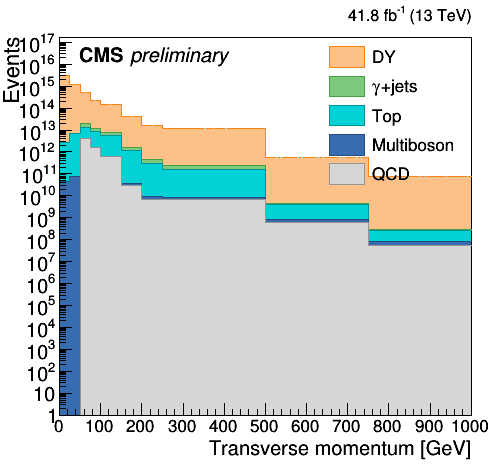 41.8 fb⁻¹ (13 TeV)
Events
CMS preliminary
DY
γ+jets
Top
Multiboson
QCD
10¹⁷
10¹⁶
10¹⁵
10¹⁴
10¹³
10¹²
10¹¹
10¹⁰
10⁹
10⁸
10⁷
10⁶
10⁵
10⁴
10³
10²
10
1
0 100 200 300 400 500 600 700 800 900 1000
Transverse momentum [GeV]